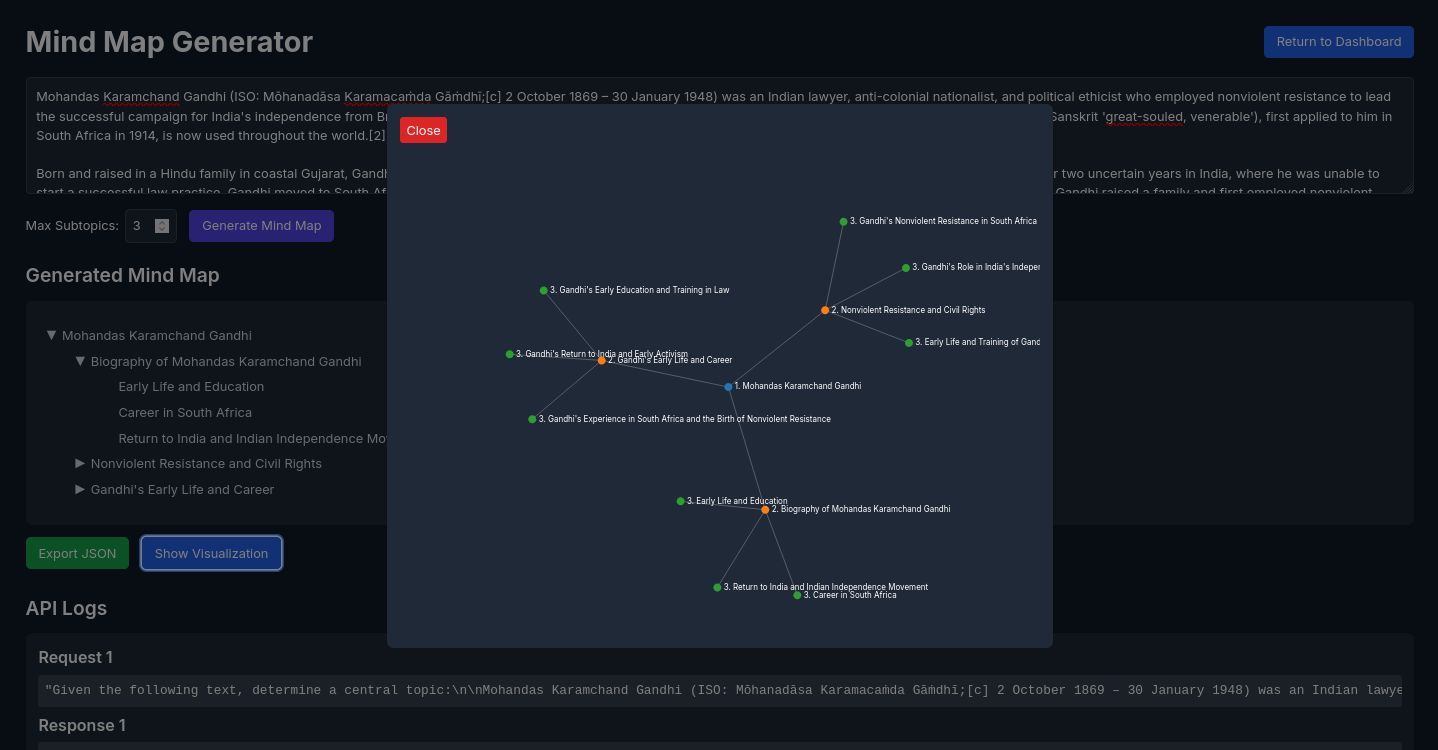 Mind Map Generator
Return to Dashboard
Mohandas Karamchand Gandhi (ISO: Mōhanadāsa Karamacaṁda Gāṁdhī;[c] 2 October 1869 – 30 January 1948) was an Indian lawyer, anti-colonial nationalist, and political ethicist who employed nonviolent resistance to lead
the successful campaign for India's independence from Br
Sanskrit 'great-souled, venerable'), first applied to him in
South Africa in 1914, is now used throughout the world.[2]
Born and raised in a Hindu family in coastal Gujarat, Gandh
r two uncertain years in India, where he was unable to
start a successful law practice, Gandhi moved to South Af
Gandhi raised a family and first employed nonviolent
Close
Max Subtopics:
3
Generate Mind Map
Generated Mind Map
▼ Mohandas Karamchand Gandhi
▼ Biography of Mohandas Karamchand Gandhi
Early Life and Education
Career in South Africa
Return to India and Indian Independence Mov
▶ Nonviolent Resistance and Civil Rights
▶ Gandhi's Early Life and Career
3. Gandhi's Nonviolent Resistance in South Africa
3. Gandhi's Role in India's Indeper
3. Gandhi's Early Education and Training in Law
2. Nonviolent Resistance and Civil Rights
3. Early Life and Training of Gand
3. Gandhi's Return to India and Early Activism
2. Gandhi's Early Life and Career
1. Mohandas Karamchand Gandhi
3. Gandhi's Experience in South Africa and the Birth of Nonviolent Resistance
3. Early Life and Education
2. Biography of Mohandas Karamchand Gandhi
3. Return to India and Indian Independence Movement
3. Career in South Africa
Export JSON
Show Visualization
API Logs
Request 1
"Given the following text, determine a central topic:\n\nMohandas Karamchand Gandhi (ISO: Mōhanadāsa Karamacaṁda Gāṁdhī;[c] 2 October 1869 – 30 January 1948) was an Indian lawye
Response 1